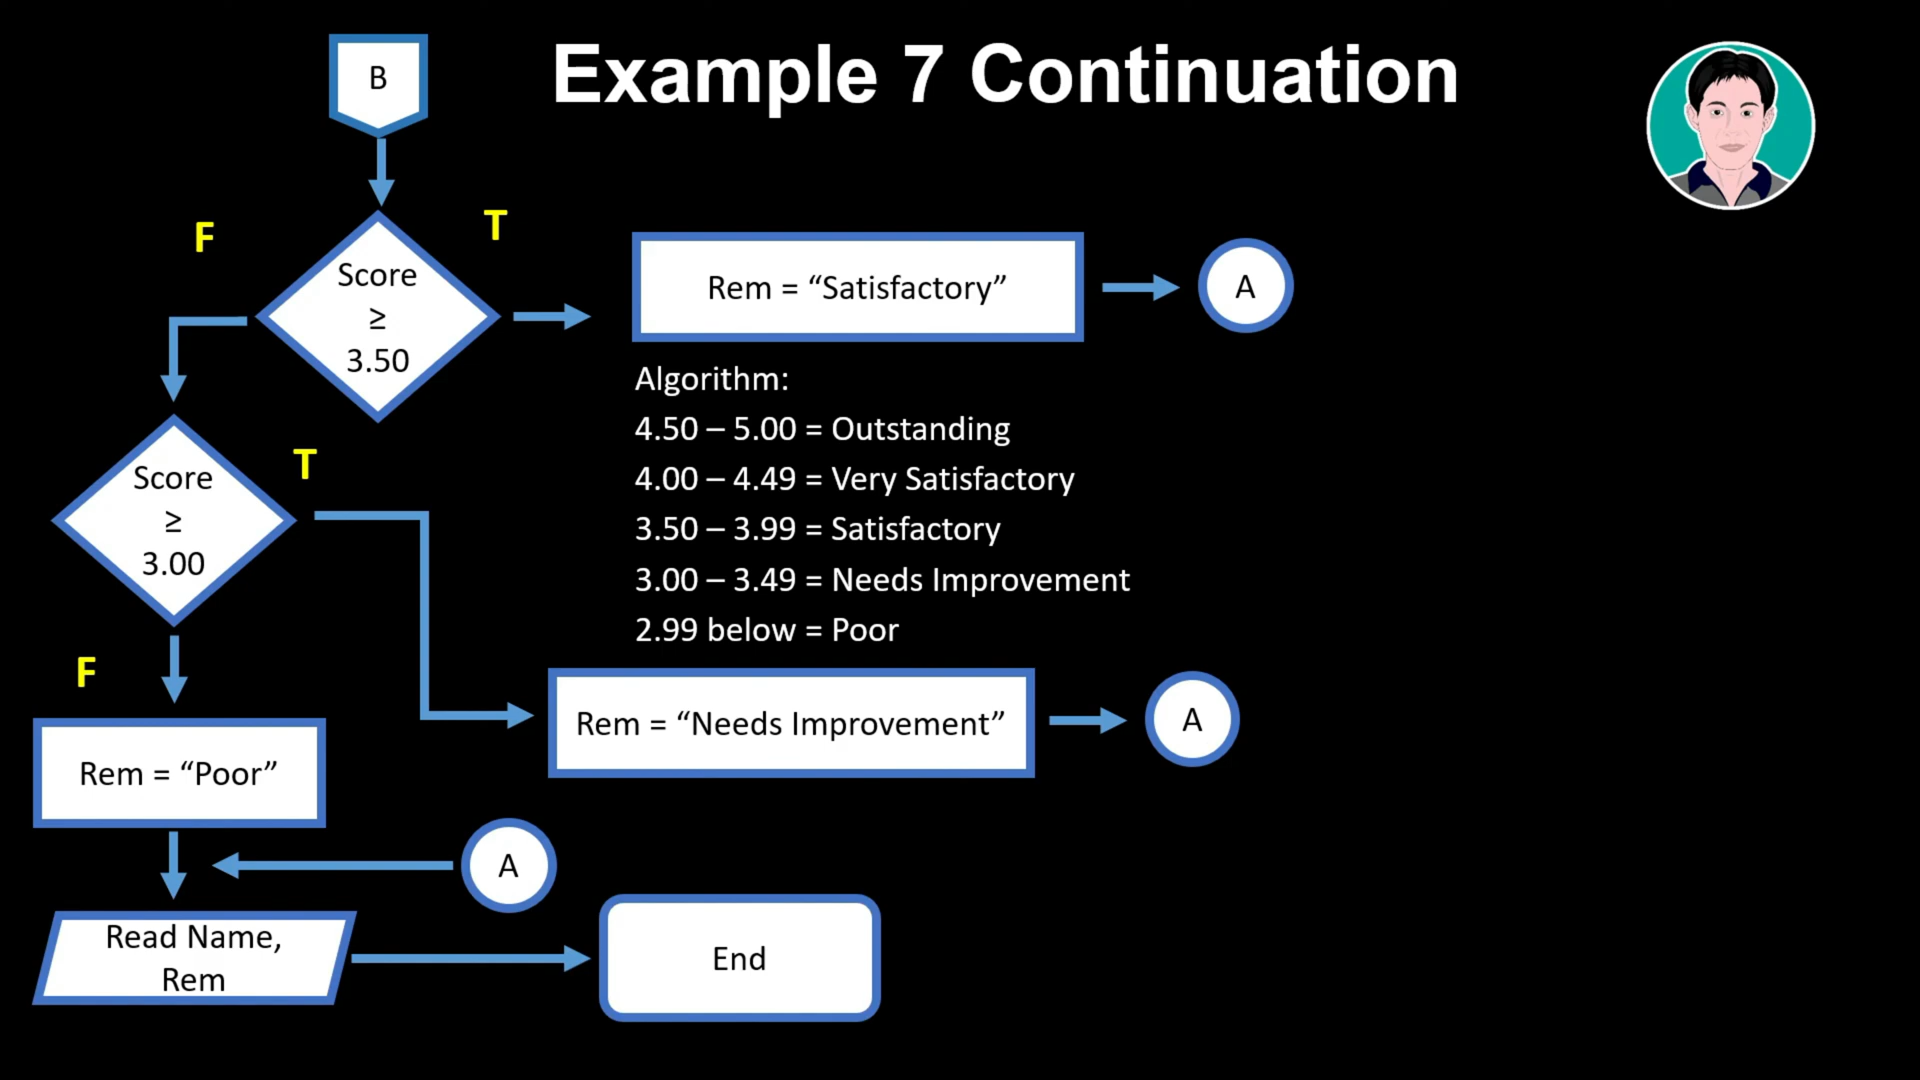 B
Example 7 Continuation
F
T
Score
≥
3.50
Rem = “Satisfactory”
A
Algorithm:
4.50 – 5.00 = Outstanding
4.00 – 4.49 = Very Satisfactory
3.50 – 3.99 = Satisfactory
3.00 – 3.49 = Needs Improvement
2.99 below = Poor
Score
≥
3.00
T
F
Rem = “Needs Improvement”
A
Rem = “Poor”
A
Read Name,
Rem
End